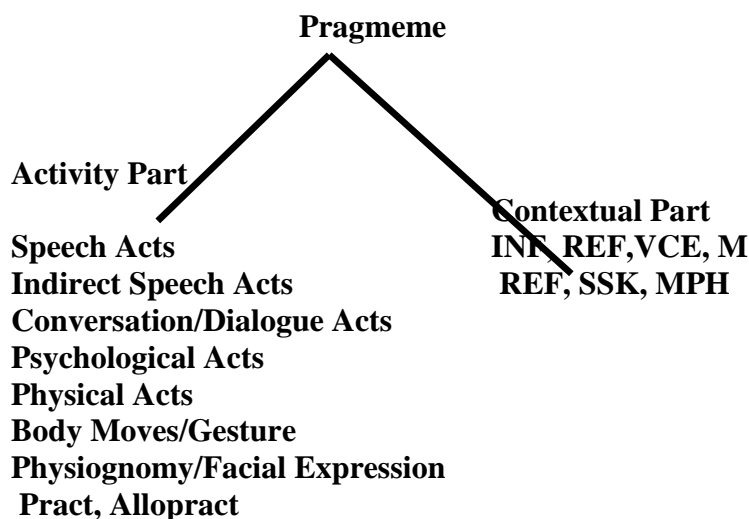 Pragmeme
Activity Part
Speech Acts
Indirect Speech Acts
Conversation/Dialogue Acts
Psychological Acts
Physical Acts
Body Moves/Gesture
Physiognomy/Facial Expression
Pract, Allopract
Contextual Part
INF, REF,VCE, M
REF, SSK, MPH